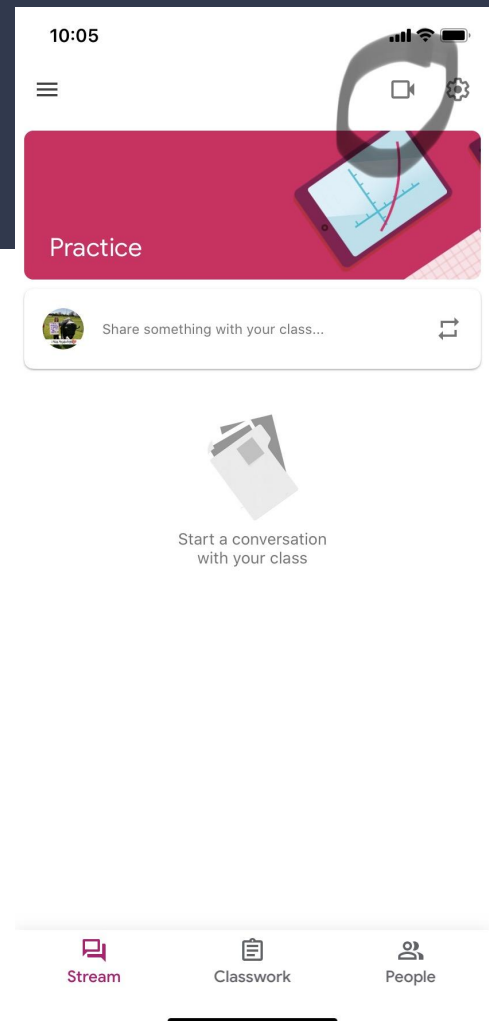 10:05
Practice
Share something with your class...
Start a conversation
with your class
Stream
Classwork
People